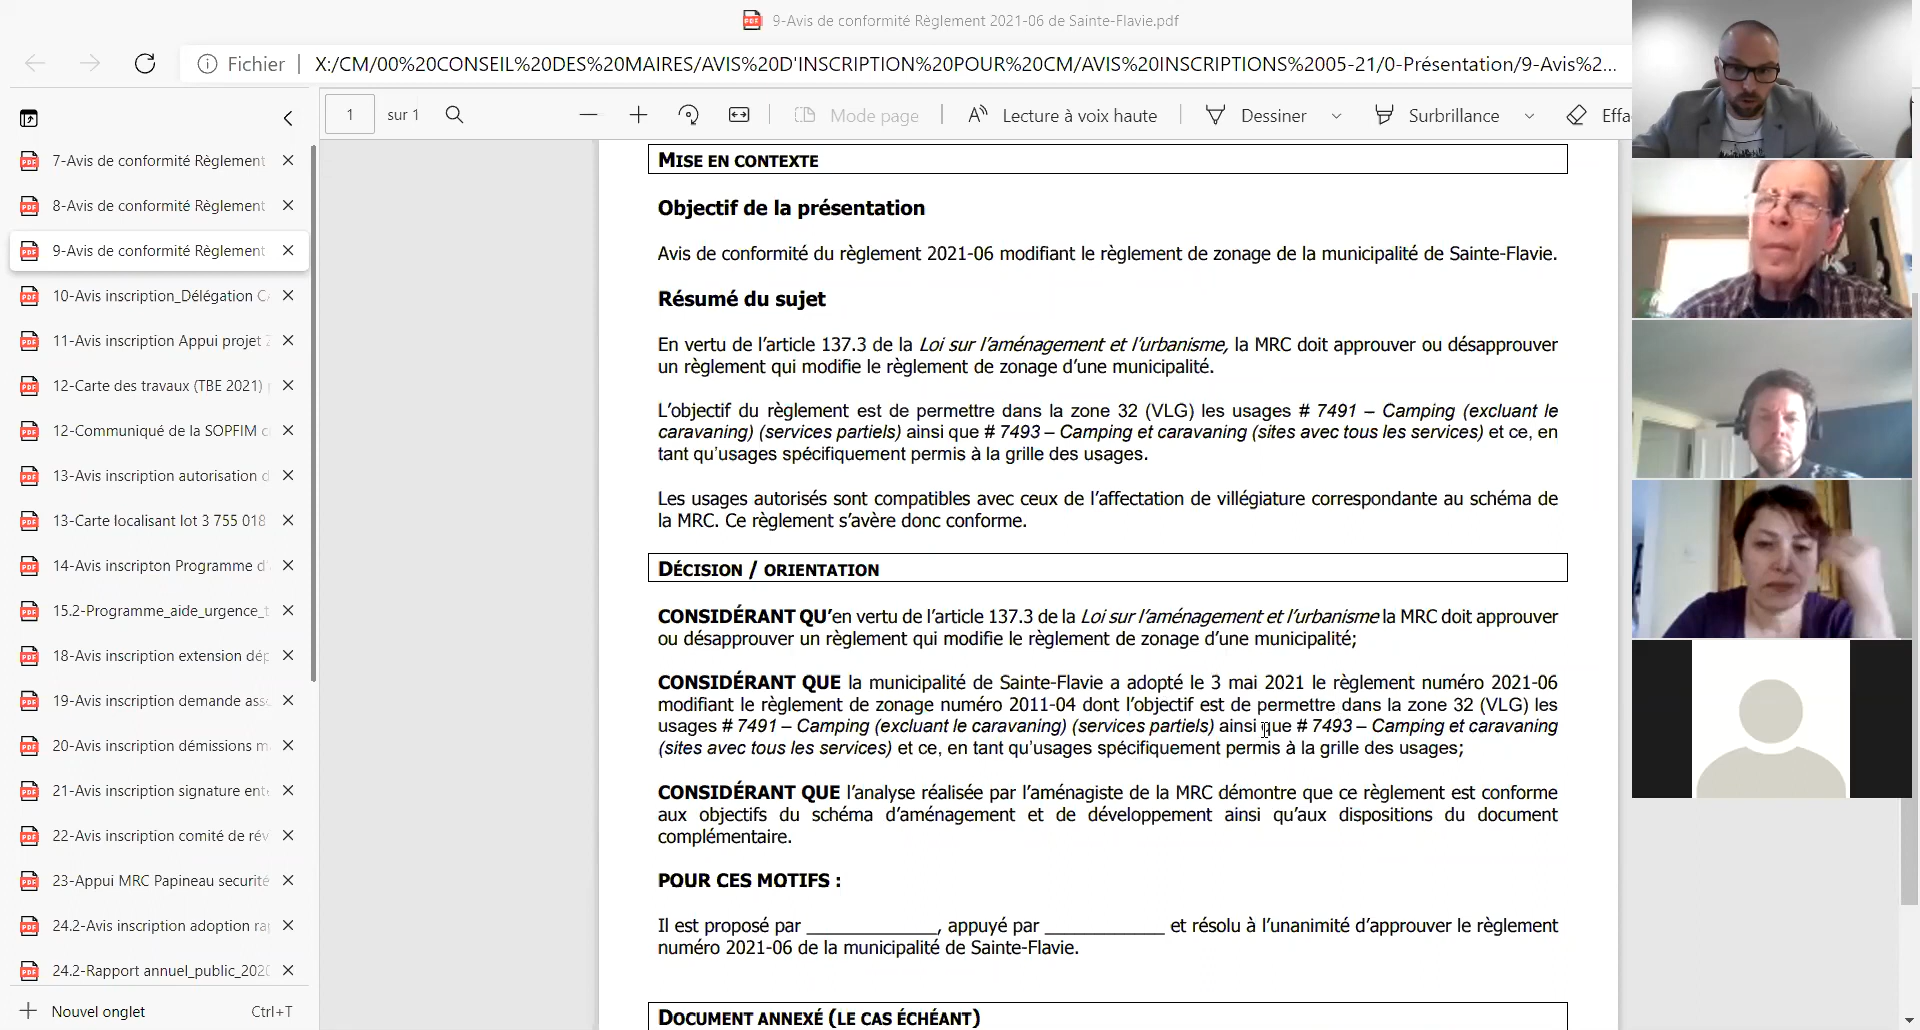 9-Avis de conformité Règlement 2021-06 de Sainte-Flavie.pdf
Fichier
X:/CM/00%20CONSEIL%20DES%20MAIRES/AVIS%20D'INSCRIPTION%20POUR%20CM/AVIS%20INSCRIPTIONS%2005-21/0-Présentation/9-Avis%2...
1 sur 1
Mode page
Lecture à voix haute
Dessiner
Surbrillance
Effa
7-Avis de conformité Règlement
8-Avis de conformité Règlement
9-Avis de conformité Règlement
10-Avis inscription_Délégation
11-Avis inscription Appui projet
12-Carte des travaux (TBE 2021)
12-Communiqué de la SOPFIM
13-Avis inscription autorisation d
13-Carte localisant lot 3 755 018
14-Avis inscripton Programme d'
15.2-Programme_aide_urgence_t
18-Avis inscription extension dép
19-Avis inscription demande asso
20-Avis inscription démissions m
21-Avis inscription signature ent
22-Avis inscription comité de rév
23-Appui MRC Papineau securité
24.2-Avis inscription adoption ra
24.2-Rapport annuel_public_202
Nouvel onglet Ctrl+T
MISE EN CONTEXTE
Objectif de la présentation
Avis de conformité du règlement 2021-06 modifiant le règlement de zonage de la municipalité de Sainte-Flavie.
Résumé du sujet
En vertu de l'article 137.3 de la Loi sur l'aménagement et l'urbanisme, la MRC doit approuver ou désapprouver
un règlement qui modifie le règlement de zonage d'une municipalité.
L'objectif du règlement est de permettre dans la zone 32 (VLG) les usages # 7491 – Camping (excluant le
caravaning) (services partiels) ainsi que # 7493 – Camping et caravaning (sites avec tous les services) et ce, en
tant qu'usages spécifiquement permis à la grille des usages.
Les usages autorisés sont compatibles avec ceux de l'affectation de villégiature correspondante au schéma de
la MRC. Ce règlement s'avère donc conforme.
DÉCISION / ORIENTATION
CONSIDÉRANT QU'en vertu de l'article 137.3 de la Loi sur l'aménagement et l'urbanisme la MRC doit approuver
ou désapprouver un règlement qui modifie le règlement de zonage d'une municipalité;
CONSIDÉRANT QUE la municipalité de Sainte-Flavie a adopté le 3 mai 2021 le règlement numéro 2021-06
modifiant le règlement de zonage numéro 2011-04 dont l'objectif est de permettre dans la zone 32 (VLG) les
usages # 7491 – Camping (excluant le caravaning) (services partiels) ainsi que # 7493 – Camping et caravaning
(sites avec tous les services) et ce, en tant qu'usages spécifiquement permis à la grille des usages;
CONSIDÉRANT QUE l'analyse réalisée par l'aménagiste de la MRC démontre que ce règlement est conforme
aux objectifs du schéma d'aménagement et de développement ainsi qu'aux dispositions du document
complémentaire.
POUR CES MOTIFS :
Il est proposé par ______________, appuyé par ____________ et résolu à l'unanimité d'approuver le règlement
numéro 2021-06 de la municipalité de Sainte-Flavie.
DOCUMENT ANNEXÉ (LE CAS ÉCHÉANT)